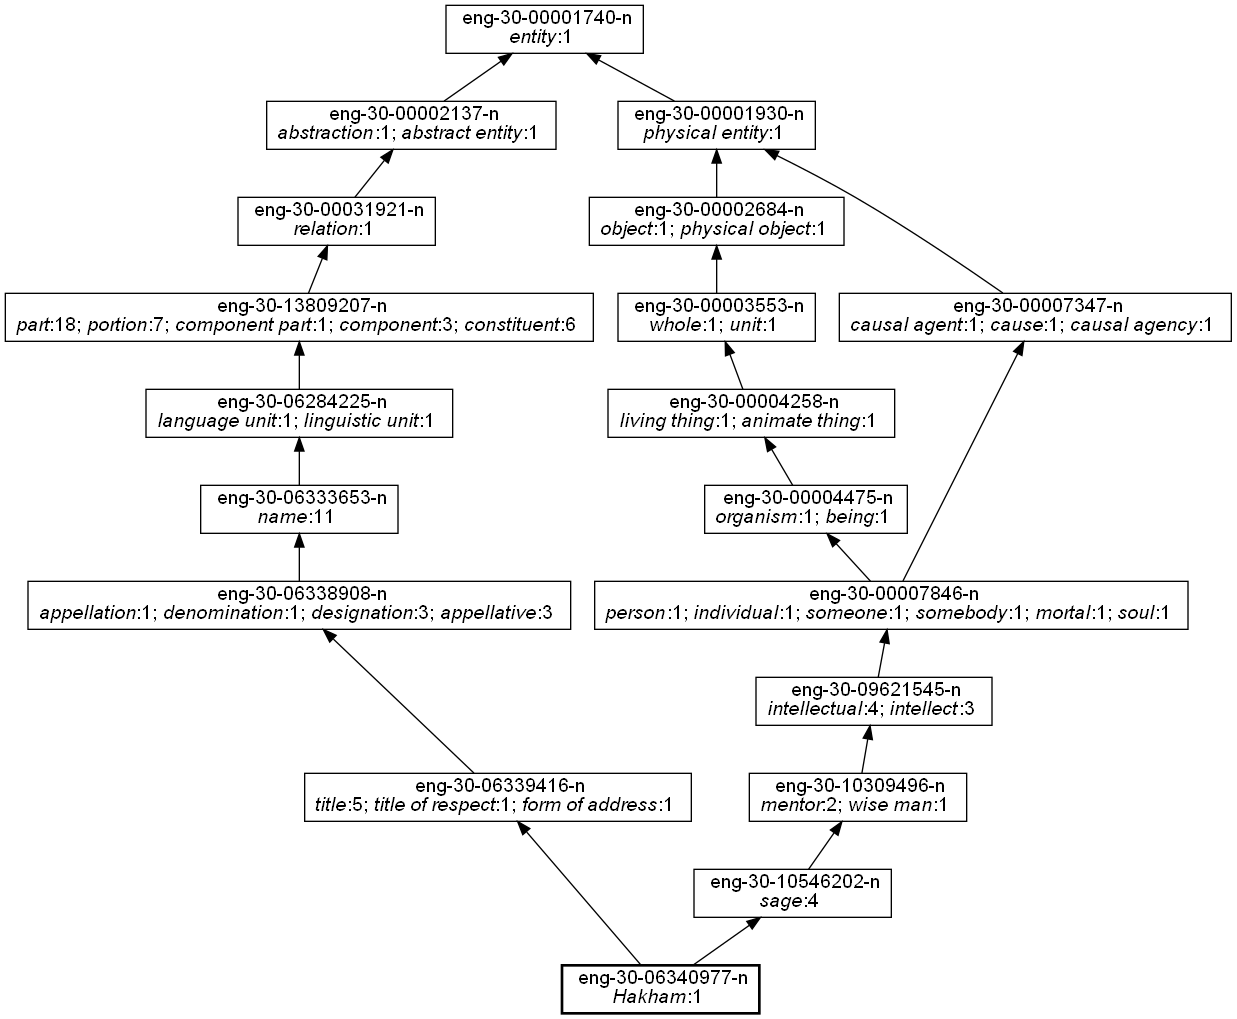 eng-30-00001740-n
entity:1
eng-30-00002137-n
abstraction:1; abstract entity:1
eng-30-00001930-n
physical entity:1
eng-30-00031921-n
relation:1
eng-30-00002684-n
object:1; physical object:1
eng-30-13809207-n
part:18; portion:7; component part:1; component:3; constituent:6
eng-30-00003553-n
whole:1; unit:1
eng-30-00007347-n
causal agent:1; cause:1; causal agency:1
eng-30-06284225-n
language unit:1; linguistic unit:1
eng-30-00004258-n
living thing:1; animate thing:1
eng-30-06333653-n
name:11
eng-30-00004475-n
organism:1; being:1
eng-30-06338908-n
appellation:1; denomination:1; designation:3; appellative:3
eng-30-00007846-n
person:1; individual:1; someone:1; somebody:1; mortal:1; soul:1
eng-30-09621545-n
intellectual:4; intellect:3
eng-30-06339416-n
title:5; title of respect:1; form of address:1
eng-30-10309496-n
mentor:2; wise man:1
eng-30-10546202-n
sage:4
eng-30-06340977-n
Hakham:1